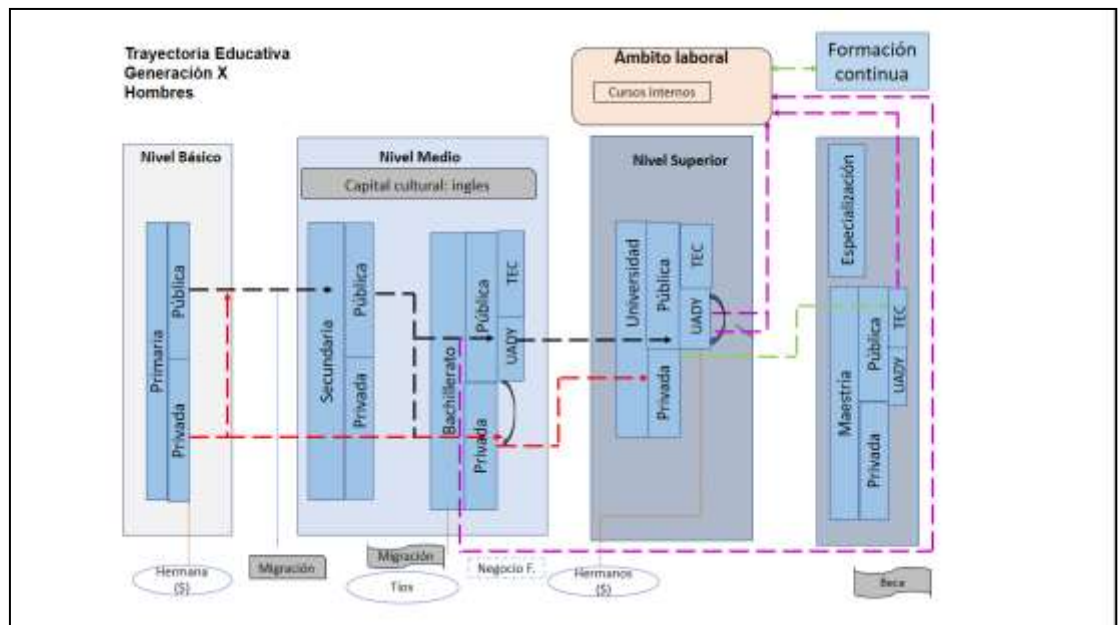 Trayectoria Educativa
Generación X
Hombres
Ámbito laboral
Cursos Internos
Formación
continua
Nivel Básico
Primaria
Pública
Privada
Nivel Medio
Capital cultural: ingles
Secundaria
Pública
Privada
Bachillerato
Pública
Privada
TEC
UADY
Nivel Superior
Universidad
Pública
Privada
TEC
UADY
Especialización
Maestría
Pública
Privada
TEC
UADY
Hermana
($)
Migración
Migración
Tíos
Negocio F.
Hermanos
($)
Beca